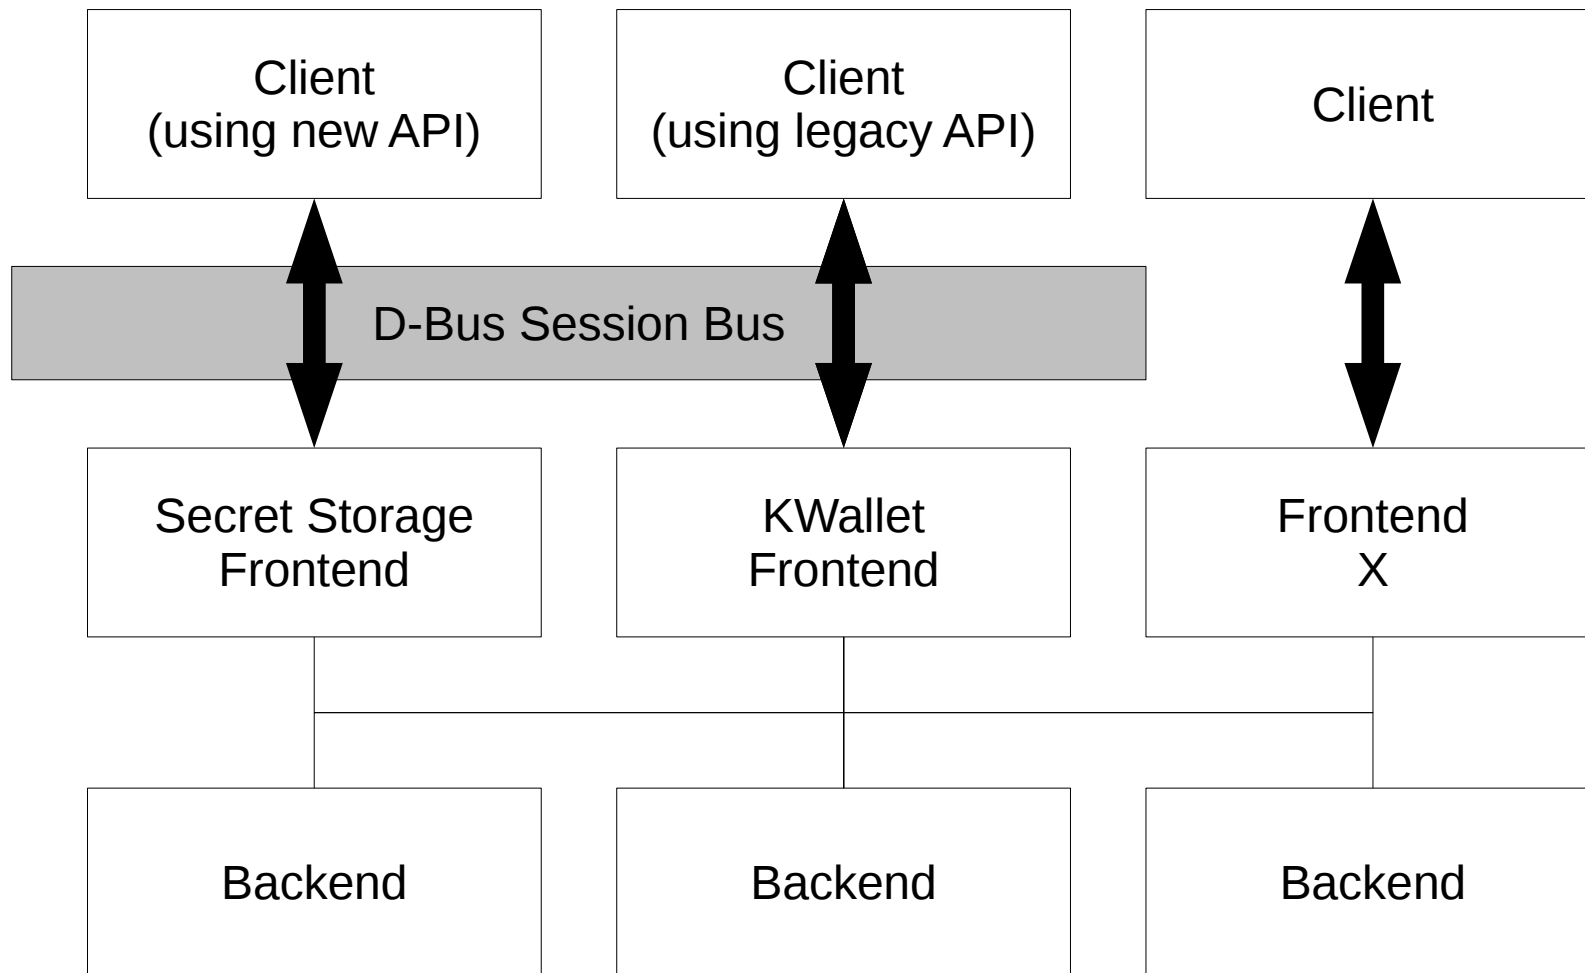 Client
(using new API)
Client
(using legacy API)
Client
D-Bus Session Bus
Secret Storage
Frontend
KWallet
Frontend
Frontend
X
Backend
Backend
Backend